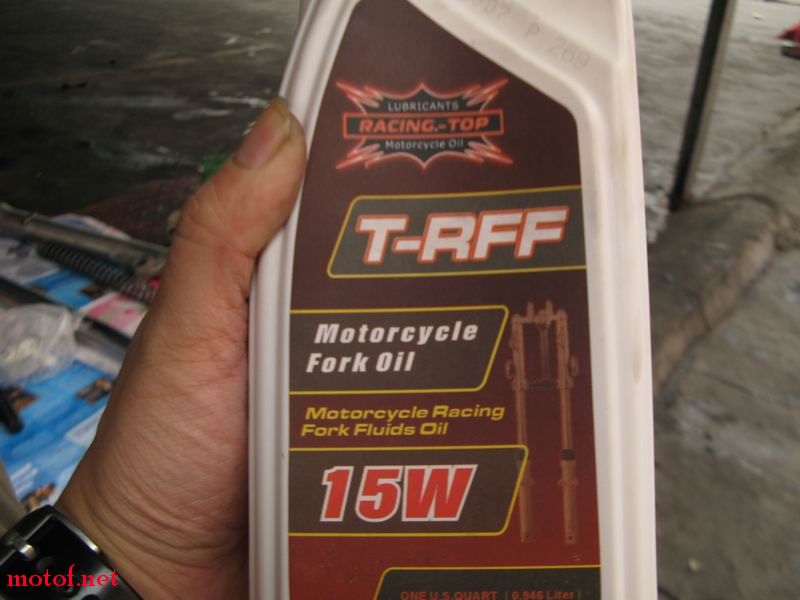 P 269
LUBRICANTS
RACING-TOP
Motorcycle Oil
T-RFF
Motorcycle
Fork Oil
Motorcycle Racing
Fork Fluids Oil
15W
ONE U.S. QUART ( 0.946 Liter )
motof.net